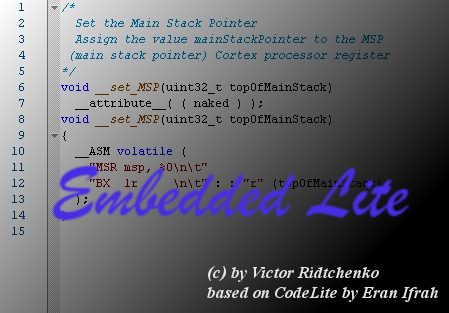 1 /*
2 Set the Main Stack Pointer
3 Assign the value mainStackPointer to the MSP
4 (main stack pointer) Cortex processor register
5 */
6 void __set_MSP(uint32_t topOfMainStack)
7 __attribute__( ( naked ) );
8 void __set_MSP(uint32_t topOfMainStack)
9 {
10 __ASM volatile (
11 "MSR msp, %0\n\t"
12 "BX lr \n\t" : : "r" (topOfMainStack)
13 );
14
15
Embedded Lite
(c) by Victor Ridtchenko
based on CodeLite by Eran Ifrah